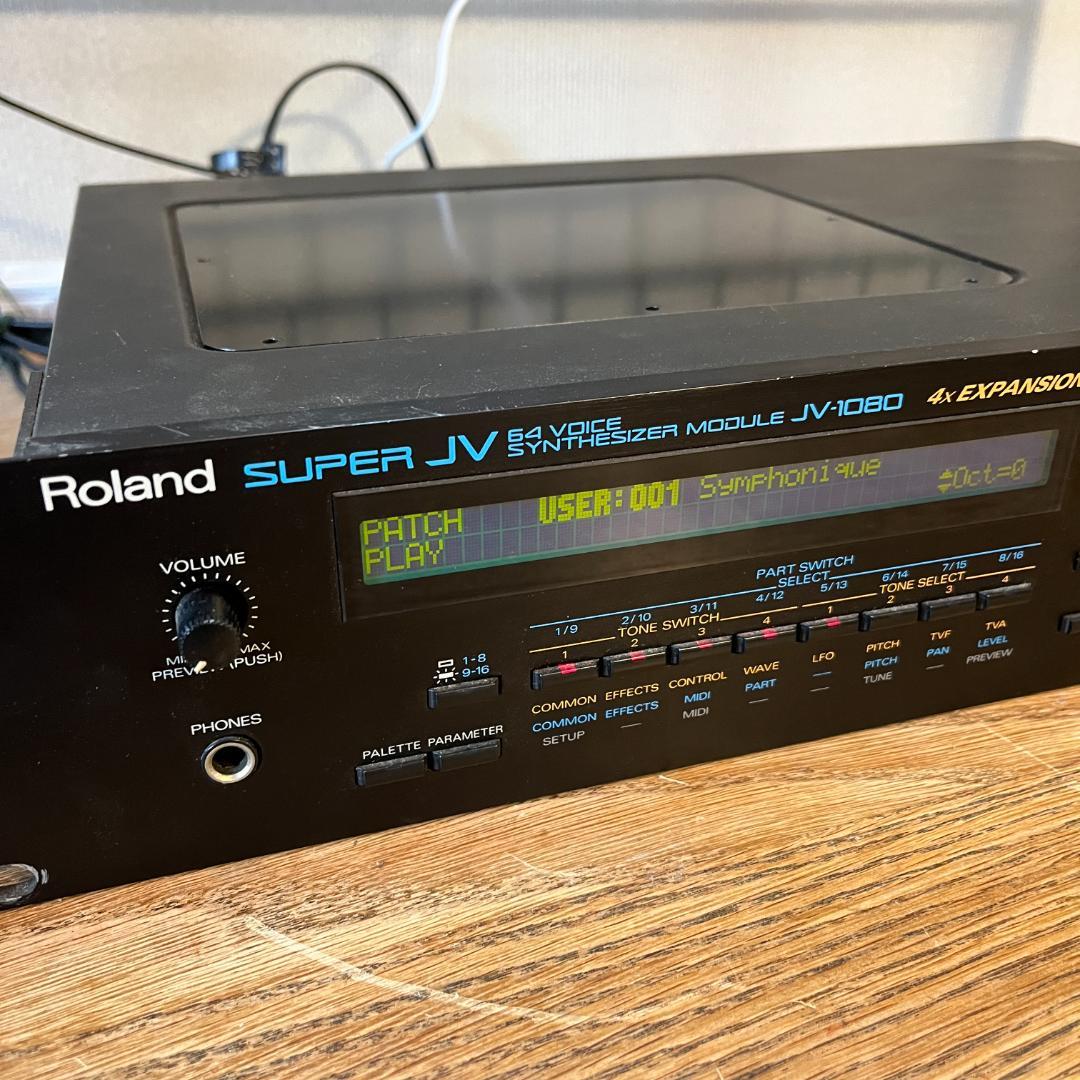 Roland SUPER JV 64 VOICE SYNTHESIZER MODULE JV-1080 4x EXPANSION
PATCH USER:001 Symphonique Oct=0
PLAY
VOLUME
MAX
PREVIEW (PUSH)
PHONES
PART SWITCH
SELECT
1/9 2/10 3/11 4/12 5/13 6/14 7/15 8/16
TONE SWITCH TONE SELECT
1 2 3 4 1 2 3 4
1-8
9-16
COMMON EFFECTS CONTROL WAVE LFO PITCH TVF TVA
COMMON EFFECTS MIDI PART — PITCH PAN LEVEL
SETUP — MIDI — — TUNE — PREVIEW
PALETTE PARAMETER